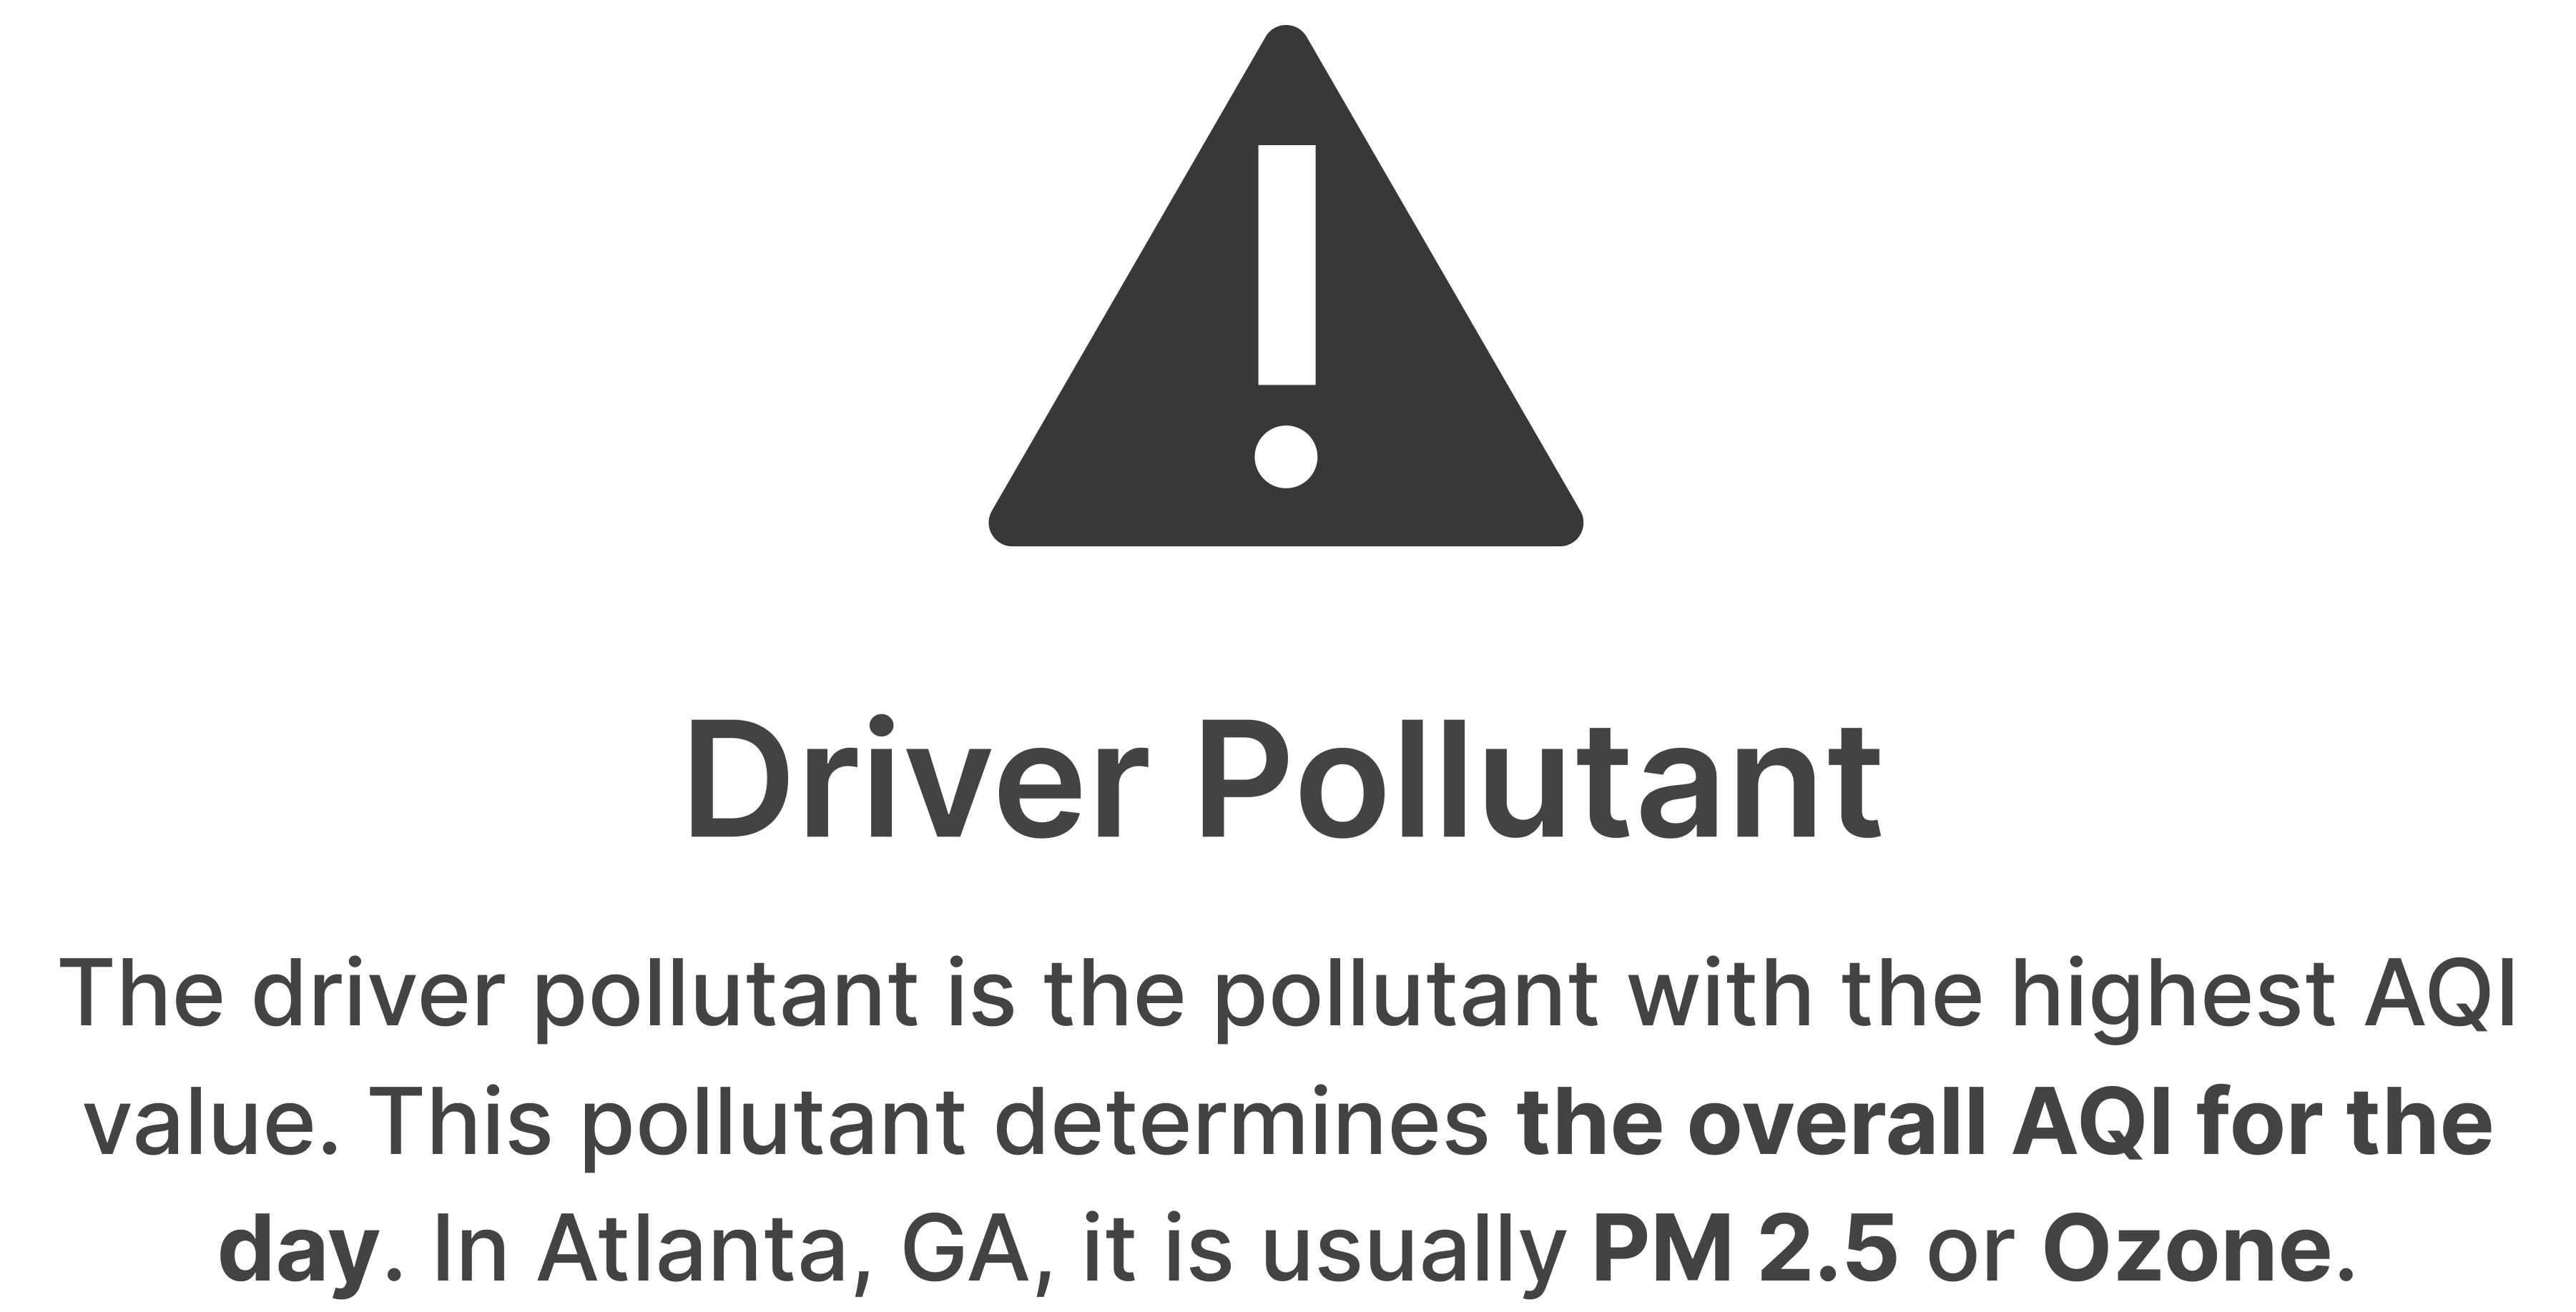 Driver Pollutant
The driver pollutant is the pollutant with the highest AQI
value. This pollutant determines the overall AQI for the
day. In Atlanta, GA, it is usually PM 2.5 or Ozone.